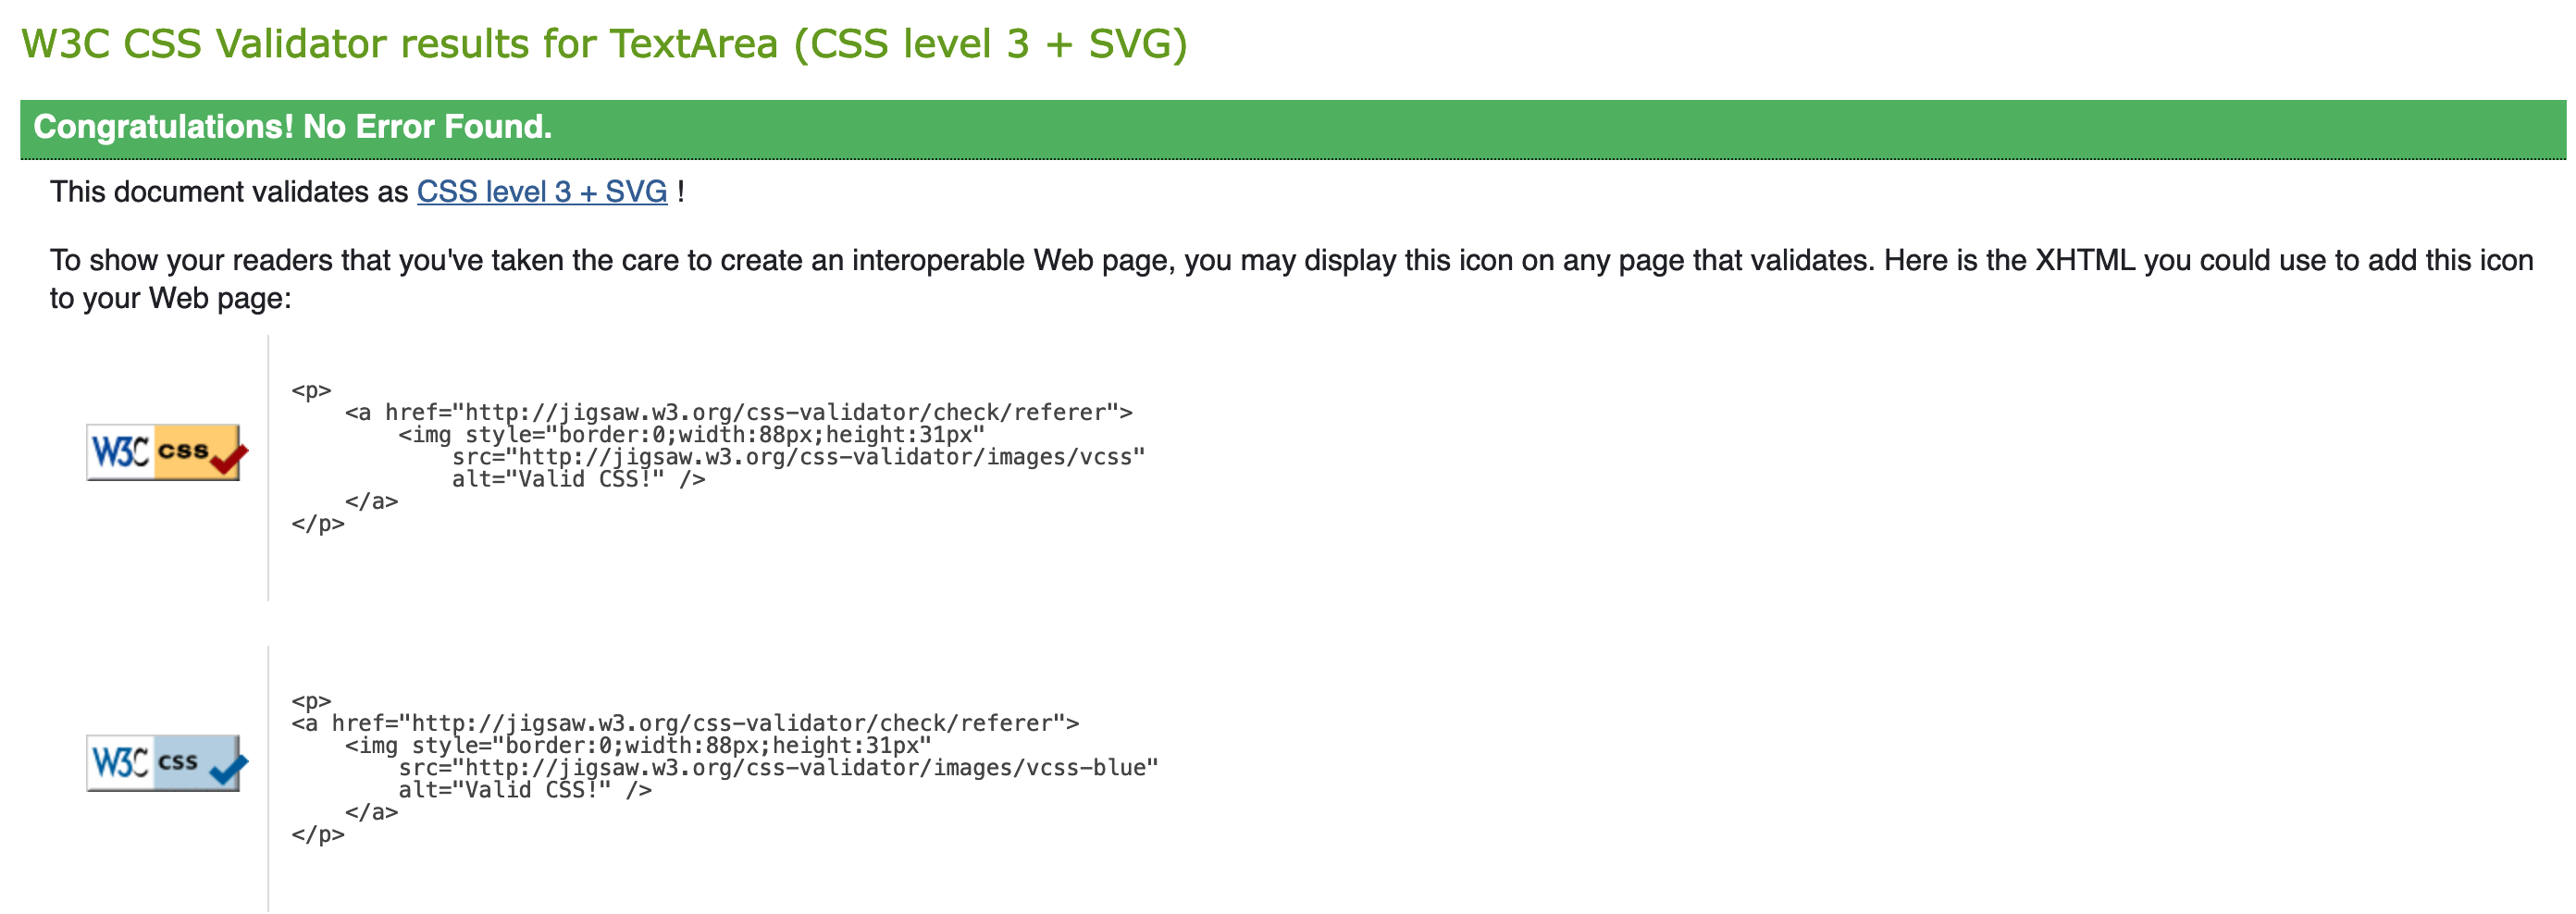 W3C CSS Validator results for TextArea (CSS level 3 + SVG)
Congratulations! No Error Found.
This document validates as CSS level 3 + SVG !
To show your readers that you've taken the care to create an interoperable Web page, you may display this icon on any page that validates. Here is the XHTML you could use to add this icon
to your Web page:
W3C css
<p>
    <a href="http://jigsaw.w3.org/css-validator/check/referer">
        <img style="border:0;width:88px;height:31px"
            src="http://jigsaw.w3.org/css-validator/images/vcss"
            alt="Valid CSS!" />
    </a>
</p>
W3C css
<p>
<a href="http://jigsaw.w3.org/css-validator/check/referer">
    <img style="border:0;width:88px;height:31px"
        src="http://jigsaw.w3.org/css-validator/images/vcss-blue"
        alt="Valid CSS!" />
    </a>
</p>